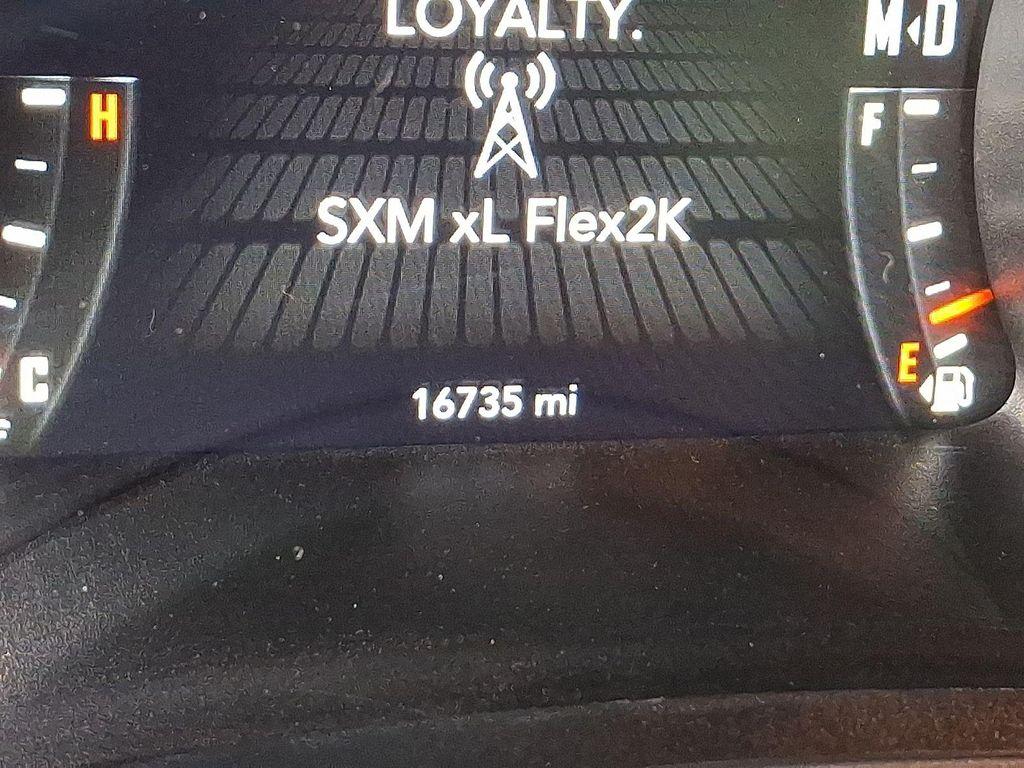 LOYALTY.
M◂D
H
F
SXM xL Flex2K
C
E
16735 mi